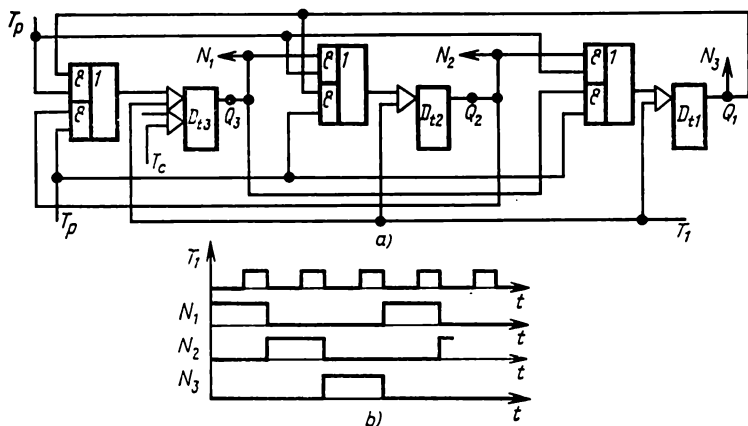 Tp
N1
N2
N3
& 1
&
Dt3
Q3
& 1
&
Dt2
Q2
& 1
&
Dt1
Q1
Tc
Tp
T1
a)
T1
t
N1
t
N2
t
N3
t
b)